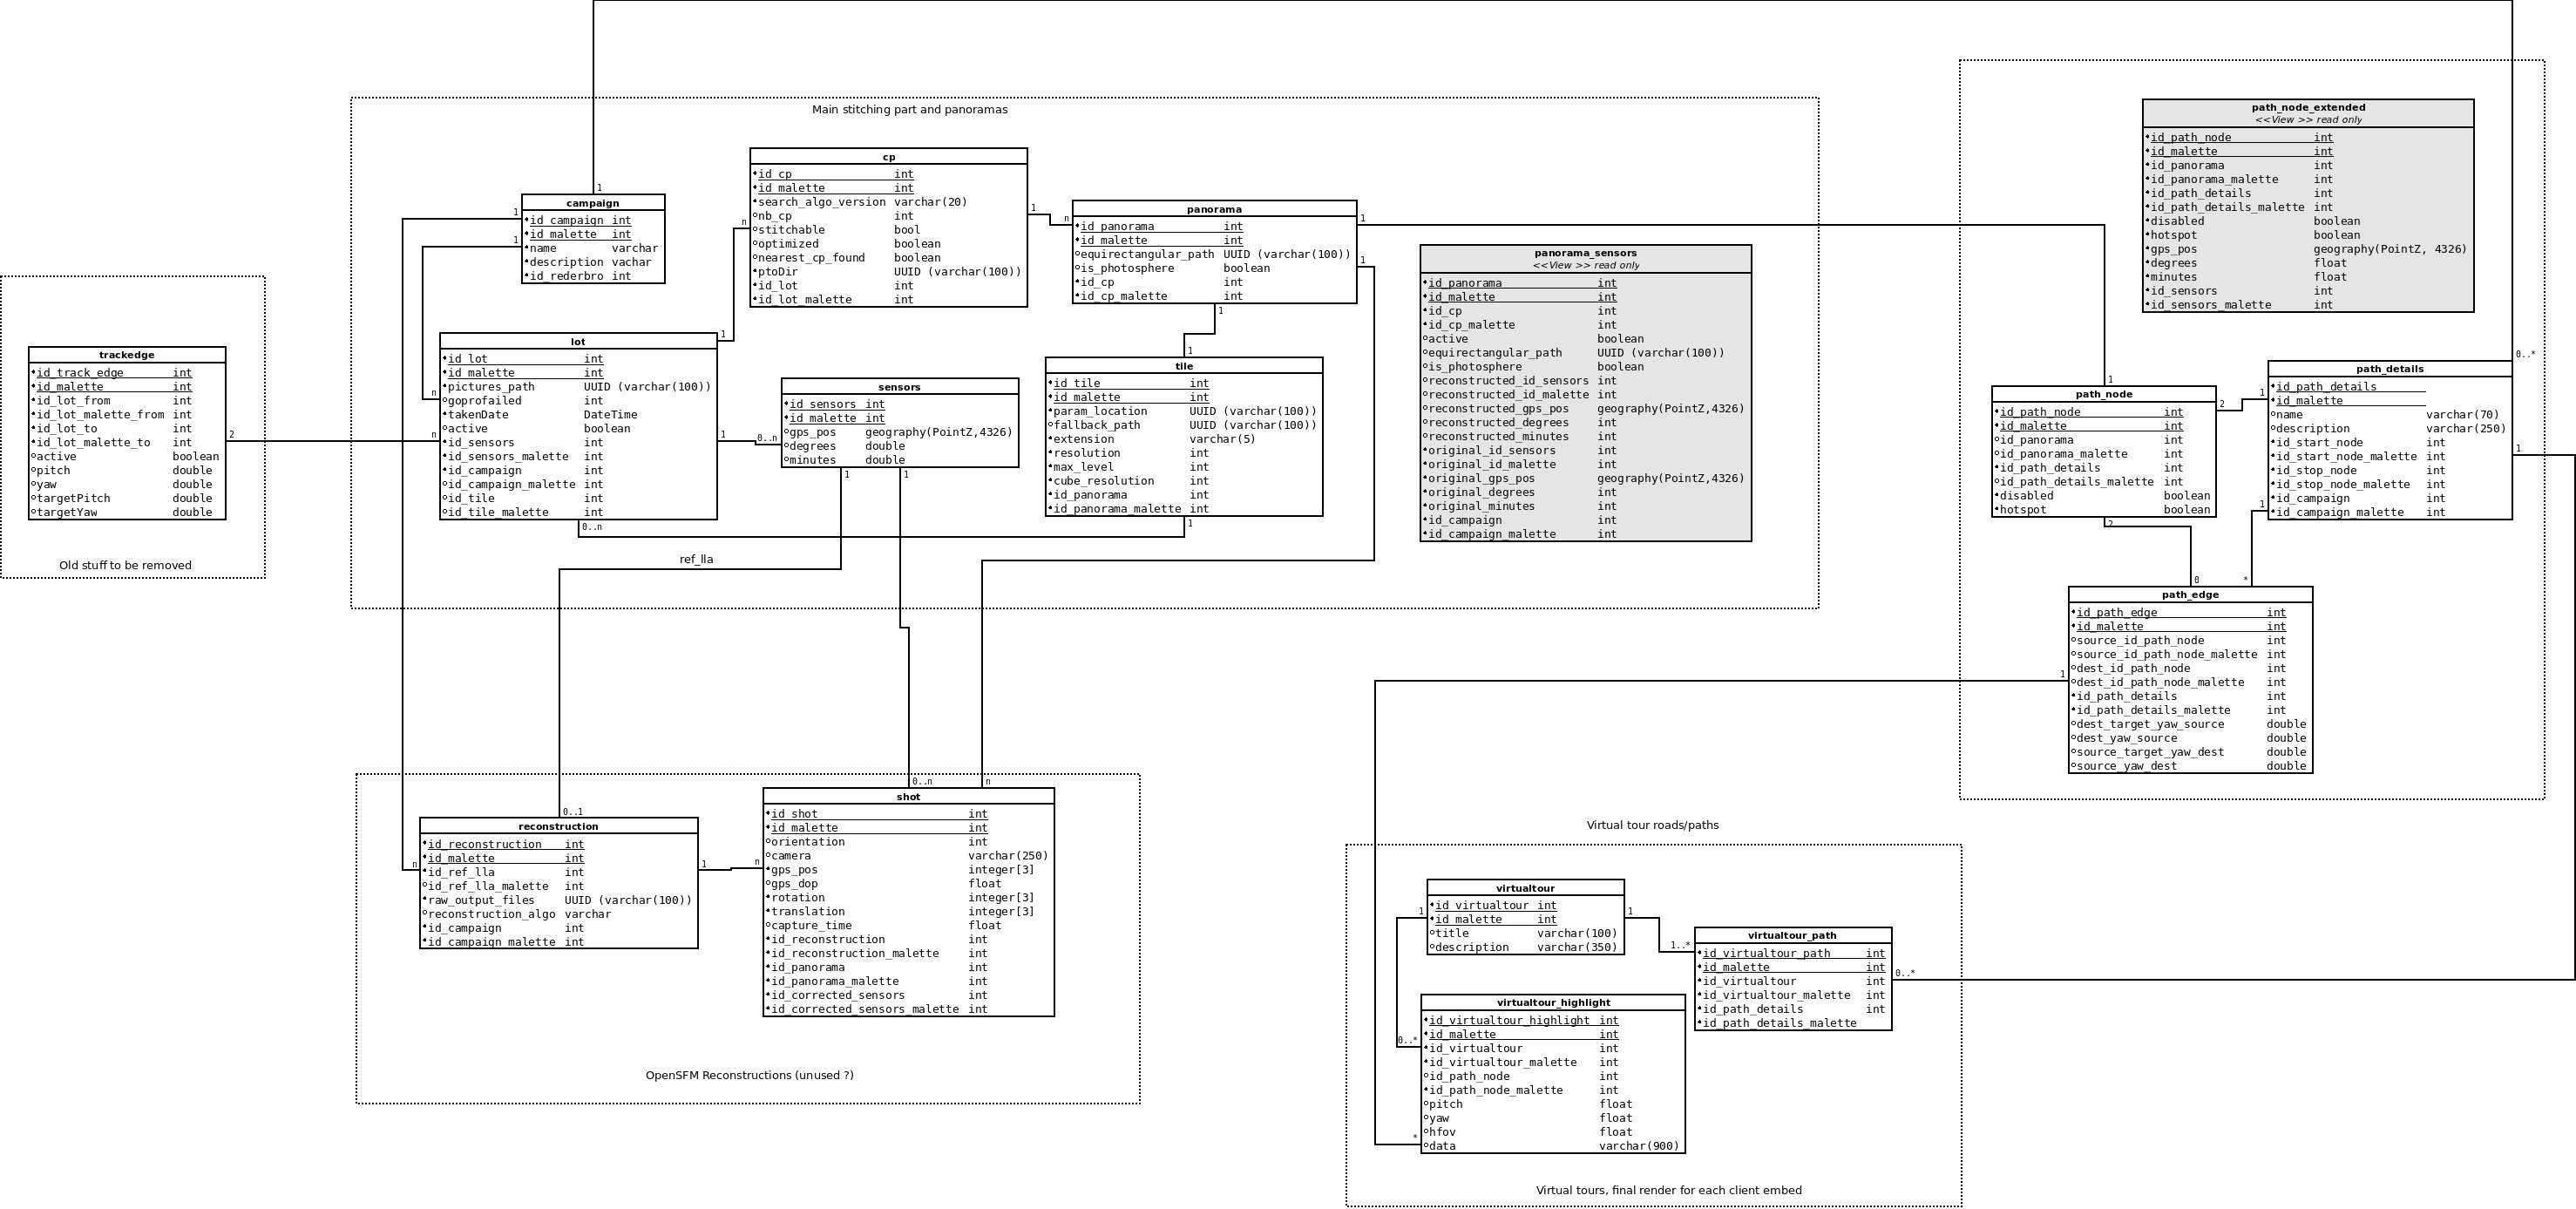 Main stitching part and panoramas
path_node_extended
<<View >> read only
id_path_node int
id_malette int
id_panorama int
id_panorama_malette int
id_path_details int
id_path_details_malette int
disabled boolean
hotspot boolean
gps_pos geography(PointZ, 4326)
degrees float
minutes float
id_sensors int
id_sensors_malette int
cp
id_cp int
id_malette int
search_algo_version varchar(20)
nb_cp int
stitchable bool
optimized boolean
nearest_cp_found boolean
ptoDir UUID (varchar(100))
id_lot int
id_lot_malette int
1
campaign
id_campaign int
id_malette int
name varchar
description vachar
id_rederbro int
1
1
n
1
n
panorama
id_panorama int
id_malette int
equirectangular_path UUID (varchar(100))
is_photosphere boolean
id_cp int
id_cp_malette int
1
1
1
panorama_sensors
<<View >> read only
id_panorama int
id_malette int
id_cp int
id_cp_malette int
active boolean
equirectangular_path UUID (varchar(100))
is_photosphere boolean
reconstructed_id_sensors int
reconstructed_id_malette int
reconstructed_gps_pos geography(PointZ,4326)
reconstructed_degrees int
reconstructed_minutes int
original_id_sensors int
original_id_malette int
original_gps_pos geography(PointZ,4326)
original_degrees int
original_minutes int
id_campaign int
id_campaign_malette int
trackedge
id_track_edge int
id_malette int
id_lot_from int
id_lot_malette_from int
id_lot_to int
id_lot_malette_to int
active boolean
pitch double
yaw double
targetPitch double
targetYaw double
2
Old stuff to be removed
lot
id_lot int
id_malette int
pictures_path UUID (varchar(100))
goprofailed int
takenDate DateTime
active boolean
id_sensors int
id_sensors_malette int
id_campaign int
id_campaign_malette int
id_tile int
id_tile_malette int
1
n
n
1
0..n
0..n
sensors
id_sensors int
id_malette int
gps_pos geography(PointZ,4326)
degrees double
minutes double
1
1
1
tile
id_tile int
id_malette int
param_location UUID (varchar(100))
fallback_path UUID (varchar(100))
extension varchar(5)
resolution int
max_level int
cube_resolution int
id_panorama int
id_panorama_malette int
1
ref_lla
1
path_node
id_path_node int
id_malette int
id_panorama int
id_panorama_malette int
id_path_details int
id_path_details_malette int
disabled boolean
hotspot boolean
2
1
2
0..*
path_details
id_path_details
id_malette
name varchar(70)
description varchar(250)
id_start_node int
id_start_node_malette int
id_stop_node int
id_stop_node_malette int
id_campaign int
id_campaign_malette int
1
1
0
*
path_edge
id_path_edge int
id_malette int
source_id_path_node int
source_id_path_node_malette int
dest_id_path_node int
dest_id_path_node_malette int
id_path_details int
id_path_details_malette int
dest_target_yaw_source double
dest_yaw_source double
source_target_yaw_dest double
source_yaw_dest double
1
Virtual tour roads/paths
0..1
reconstruction
id_reconstruction int
id_malette int
id_ref_lla int
id_ref_lla_malette int
raw_output_files UUID (varchar(100))
reconstruction_algo varchar
id_campaign int
id_campaign_malette int
n
1
n
0..n
n
shot
id_shot int
id_malette int
orientation int
camera varchar(250)
gps_pos integer[3]
gps_dop float
rotation integer[3]
translation integer[3]
capture_time float
id_reconstruction int
id_reconstruction_malette int
id_panorama int
id_panorama_malette int
id_corrected_sensors int
id_corrected_sensors_malette int
OpenSFM Reconstructions (unused ?)
virtualtour
id_virtualtour int
id_malette int
title varchar(100)
description varchar(350)
1
1
1..*
virtualtour_path
id_virtualtour_path int
id_malette int
id_virtualtour int
id_virtualtour_malette int
id_path_details int
id_path_details_malette
0..*
virtualtour_highlight
id_virtualtour_highlight int
id_malette int
id_virtualtour int
id_virtualtour_malette int
id_path_node int
id_path_node_malette int
pitch float
yaw float
hfov float
data varchar(900)
0..*
*
Virtual tours, final render for each client embed